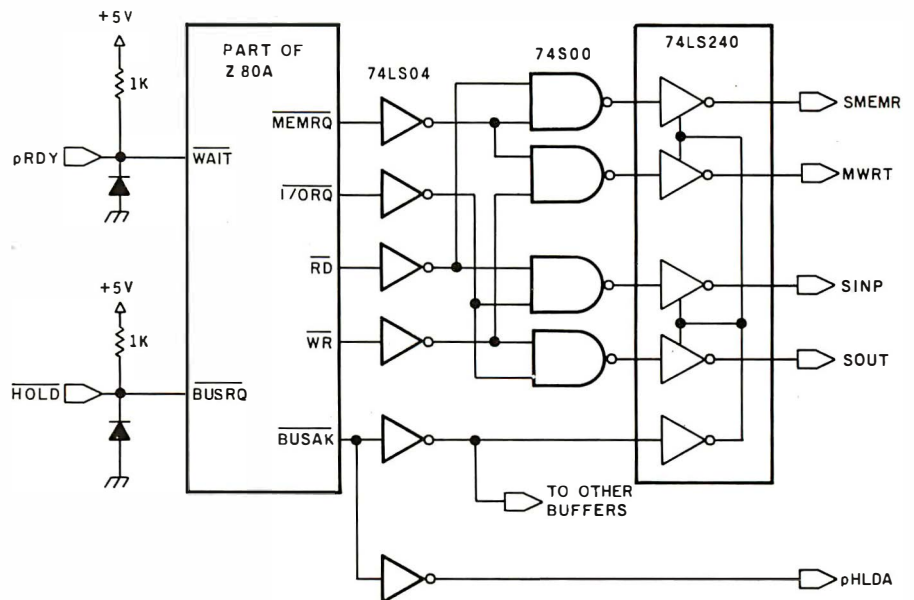 +5V
1K
pRDY
PART OF
Z80A
WAIT
MEMRQ
I/ORQ
RD
WR
BUSRQ
BUSAK
+5V
1K
HOLD
74LS04
74S00
74LS240
SMEMR
MWRT
SINP
SOUT
TO OTHER
BUFFERS
pHLDA